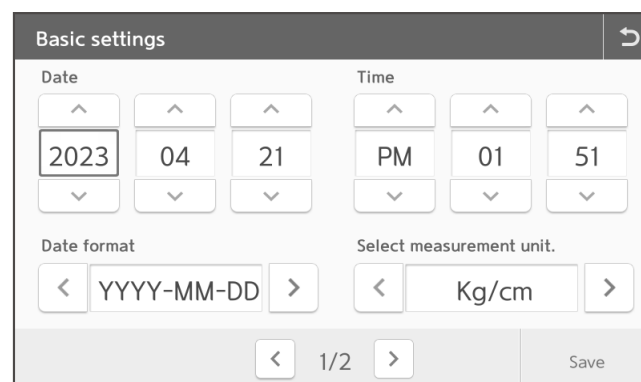 Basic settings
Date
Time
2023 04 21
PM 01 51
Date format
Select measurement unit.
YYYY-MM-DD
Kg/cm
1/2
Save